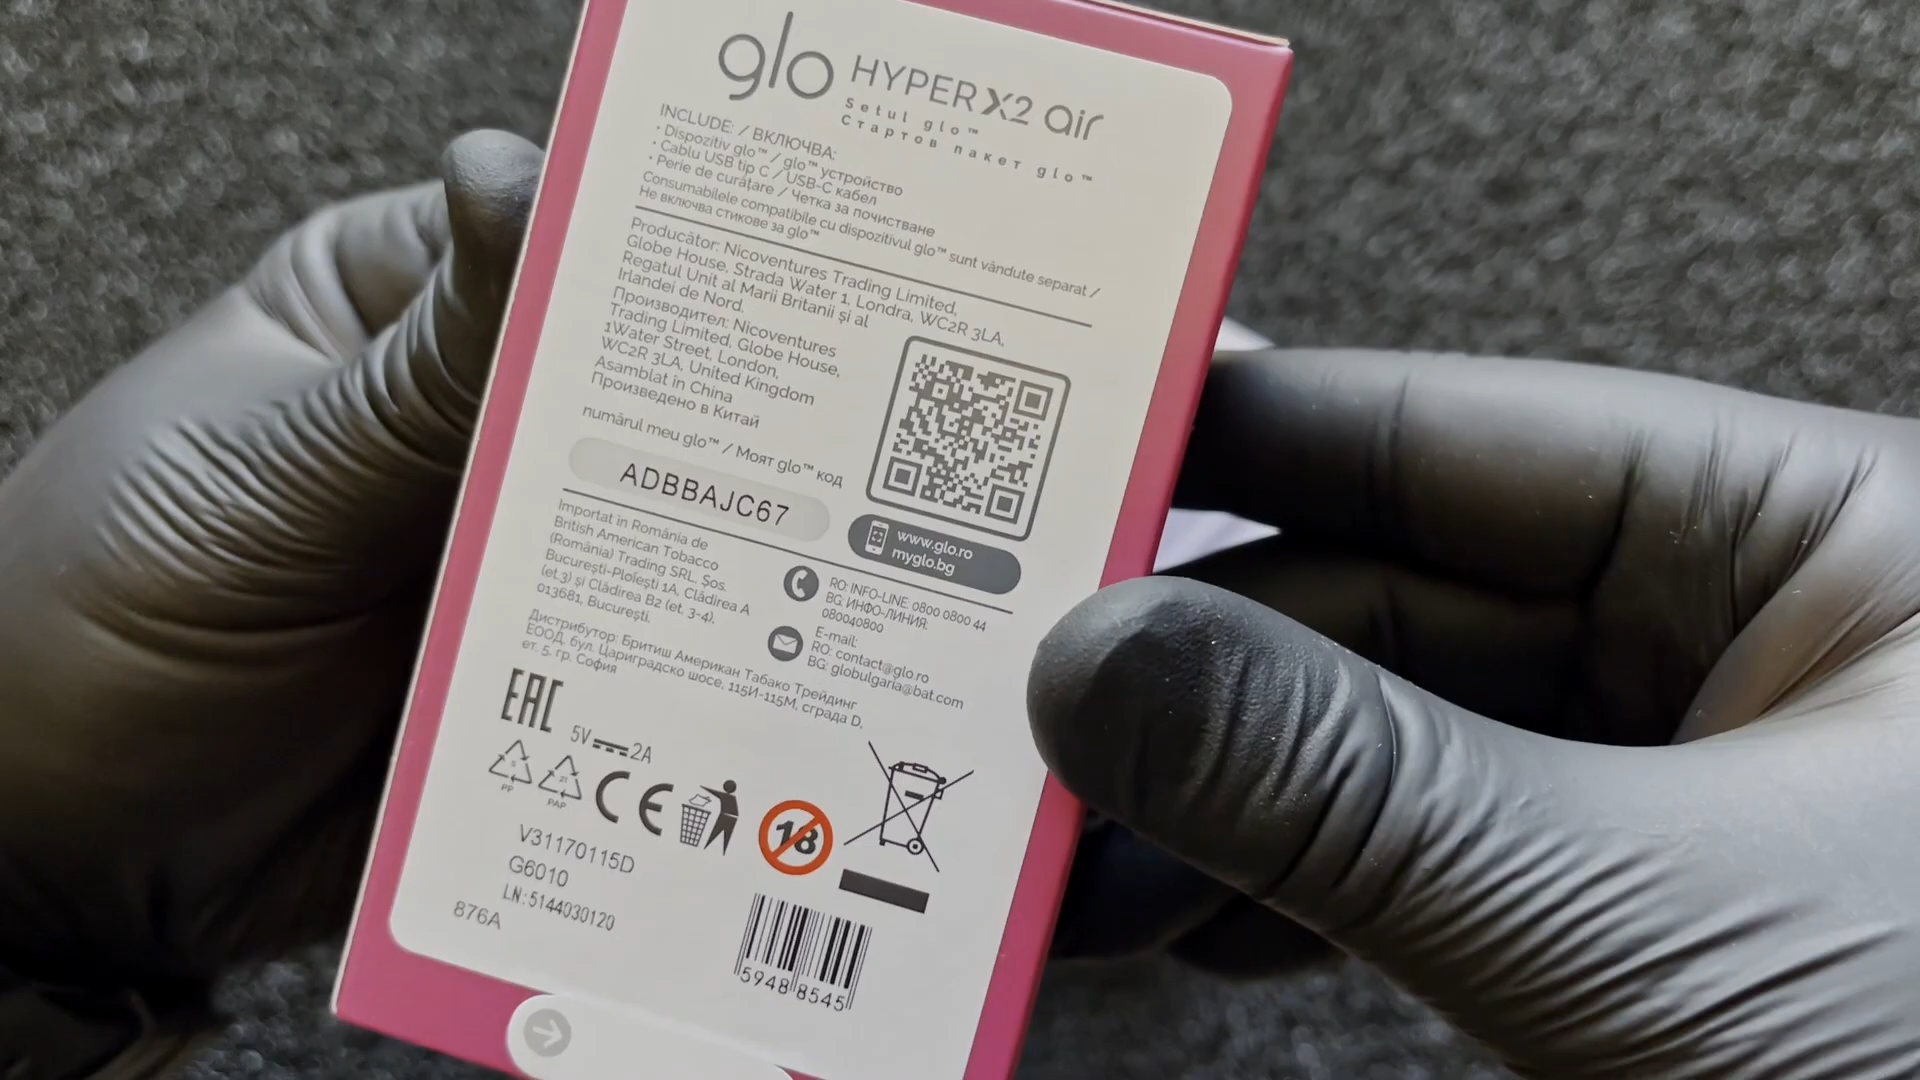 glo HYPER X2 air
Setul glo™
Стартов пакет glo™
INCLUDE: / ВКЛЮЧВА:
• Dispozitiv glo™ / glo™ устройство
• Cablu USB tip C / USB-C кабел
• Perie de curățare / Четка за почистване
Consumabilele compatibile cu dispozitivul glo™ sunt vândute separat /
Не включва стикове за glo™
Producător: Nicoventures Trading Limited,
Globe House, Strada Water 1, Londra, WC2R 3LA,
Regatul Unit al Marii Britanii și al
Irlandei de Nord.
Производител: Nicoventures
Trading Limited, Globe House,
1Water Street, London,
WC2R 3LA, United Kingdom
Asamblat în China
Произведено в Китай
numărul meu glo™ / Моят glo™ код
ADBBAJC67
www.glo.ro
myglo.bg
Importat în România de
British American Tobacco
(România) Trading SRL, Șos.
București-Ploiești 1A, Clădirea A
(et.3) și Clădirea B2 (et. 3-4),
013681, București.
RO: INFO-LINE: 0800 0800 44
BG: ИНФО-ЛИНИЯ:
080040800
E-mail:
RO: contact@glo.ro
BG: globulgaria@bat.com
Дистрибутор: Бритиш Американ Табако Трейдинг
ЕООД, бул. Цариградско шосе, 115И-115М, сграда D,
ет. 5, гр. София
EAC
5V 2A
5
PP
21
PAP
CE
18
V31170115D
G6010
LN:5144030120
876A
5948 8545